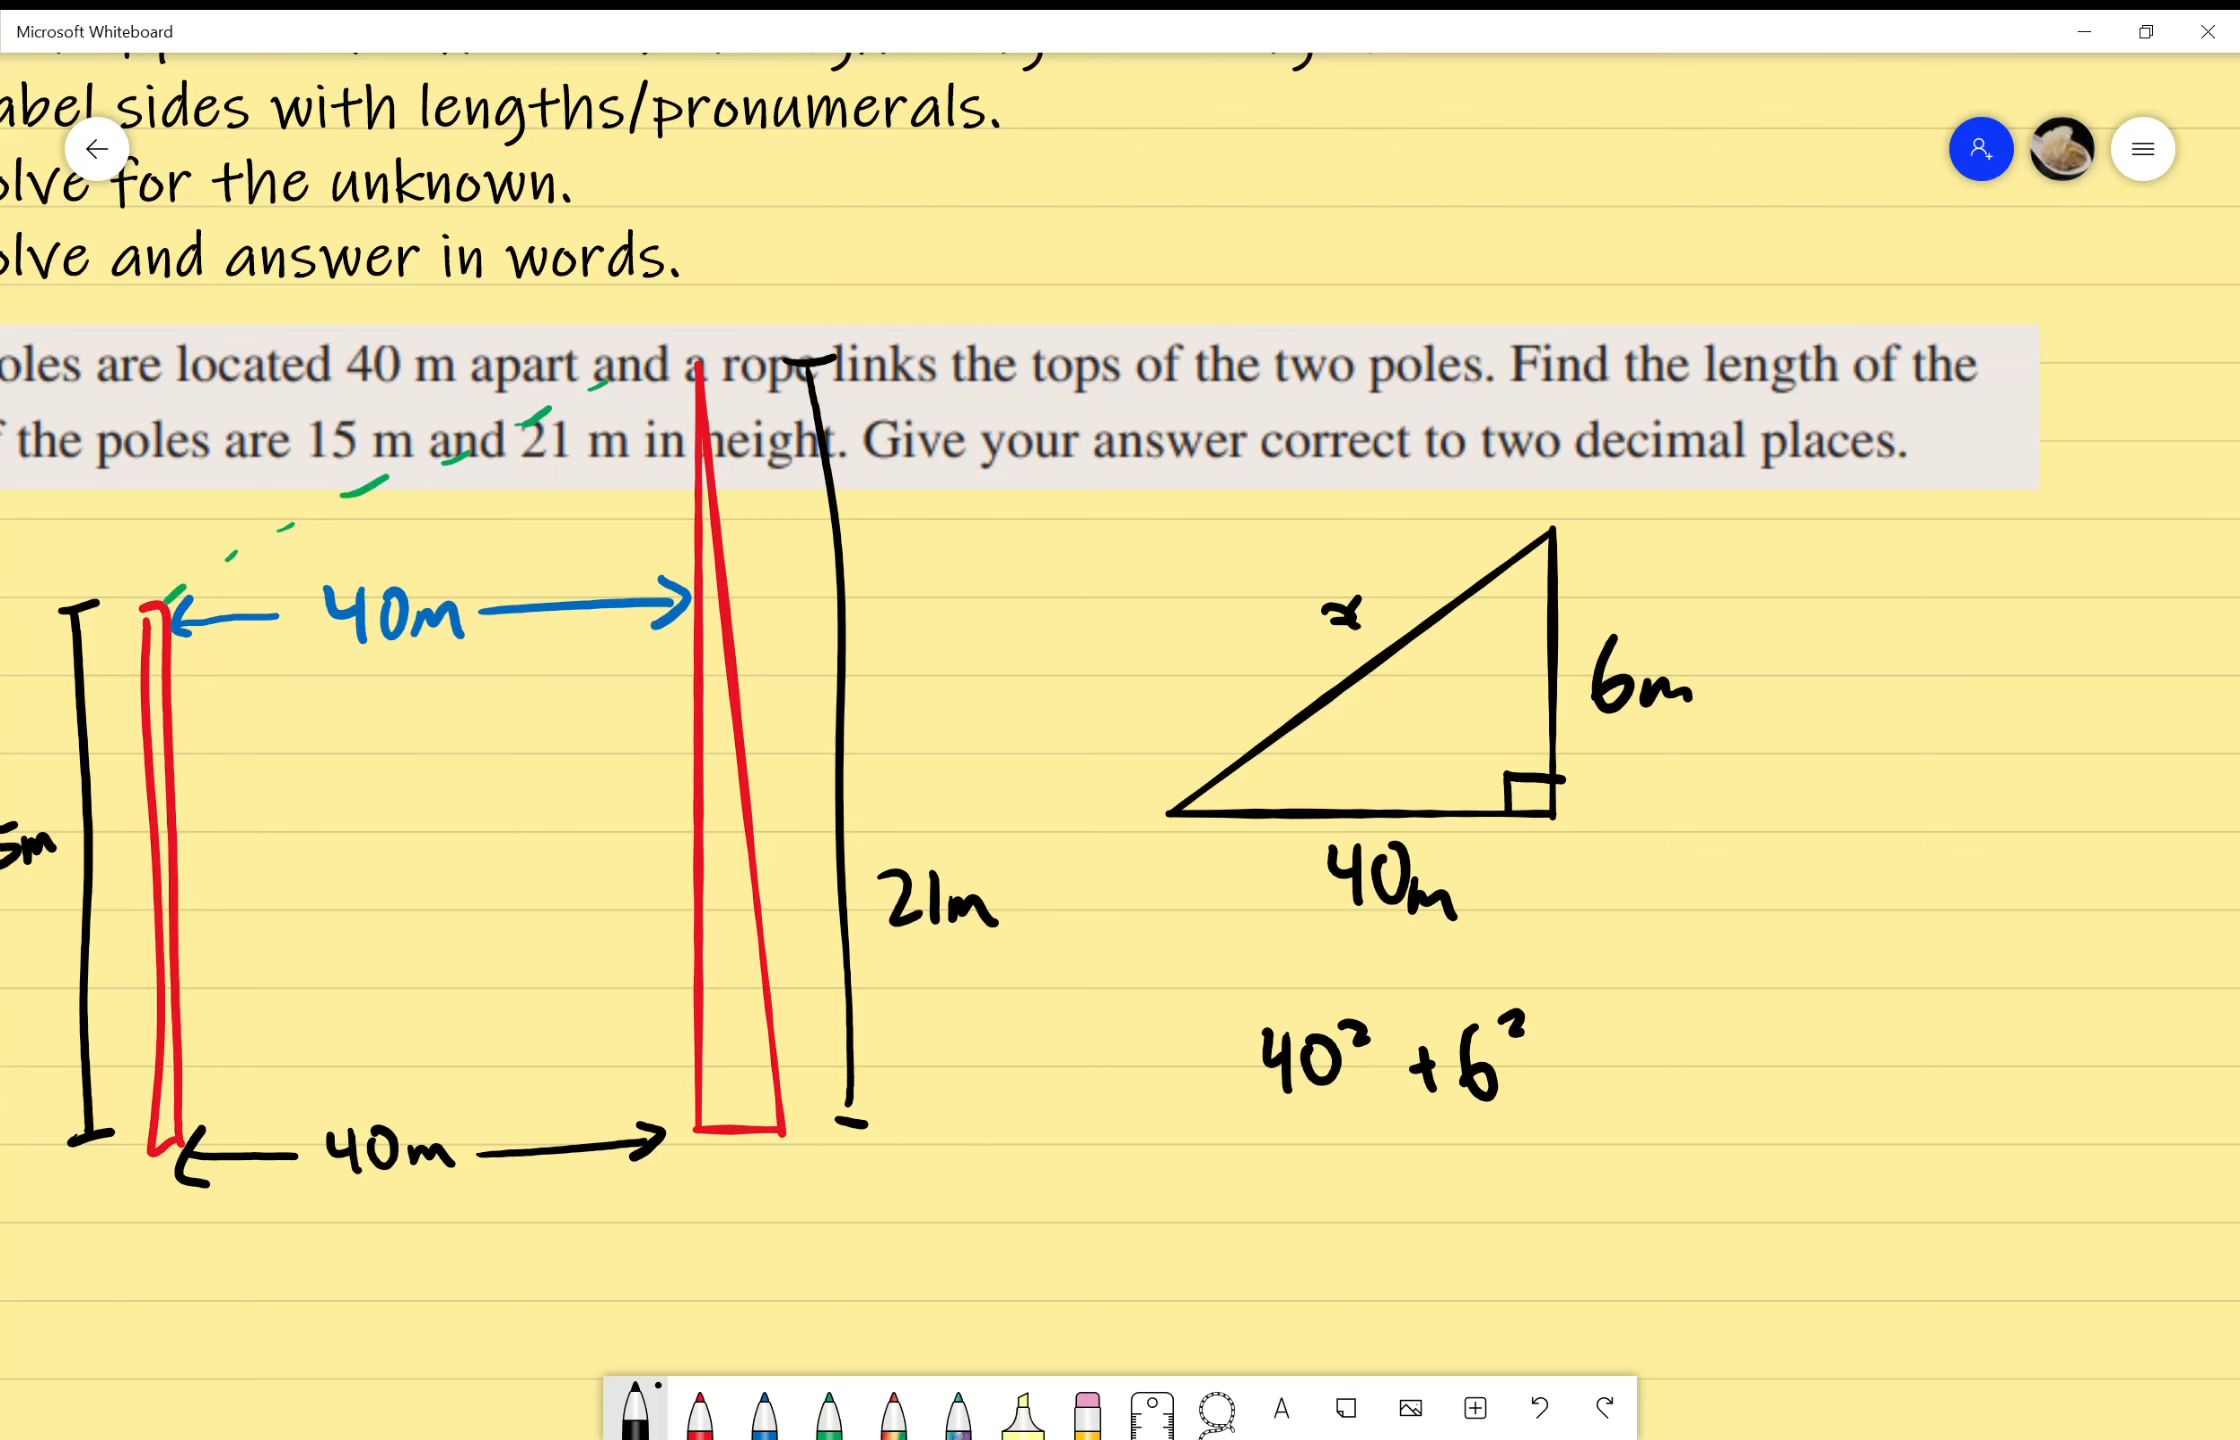 Microsoft Whiteboard
abel sides with lengths/pronumerals.
olve for the unknown.
olve and answer in words.
oles are located 40 m apart and a rope links the tops of the two poles. Find the length of the
f the poles are 15 m and 21 m in height. Give your answer correct to two decimal places.
40m
x
6m
5m
21m
40m
40² + 6²
40m
A